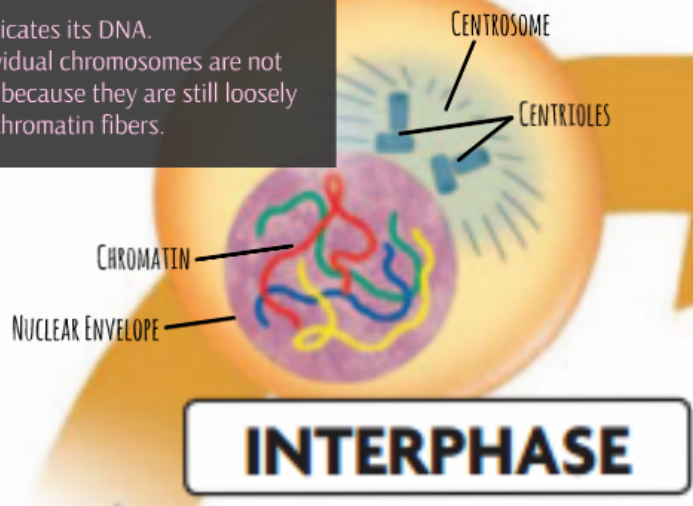 icates its DNA.
vidual chromosomes are not
because they are still loosely
chromatin fibers.
CENTROSOME
CENTRIOLES
CHROMATIN
NUCLEAR ENVELOPE
INTERPHASE